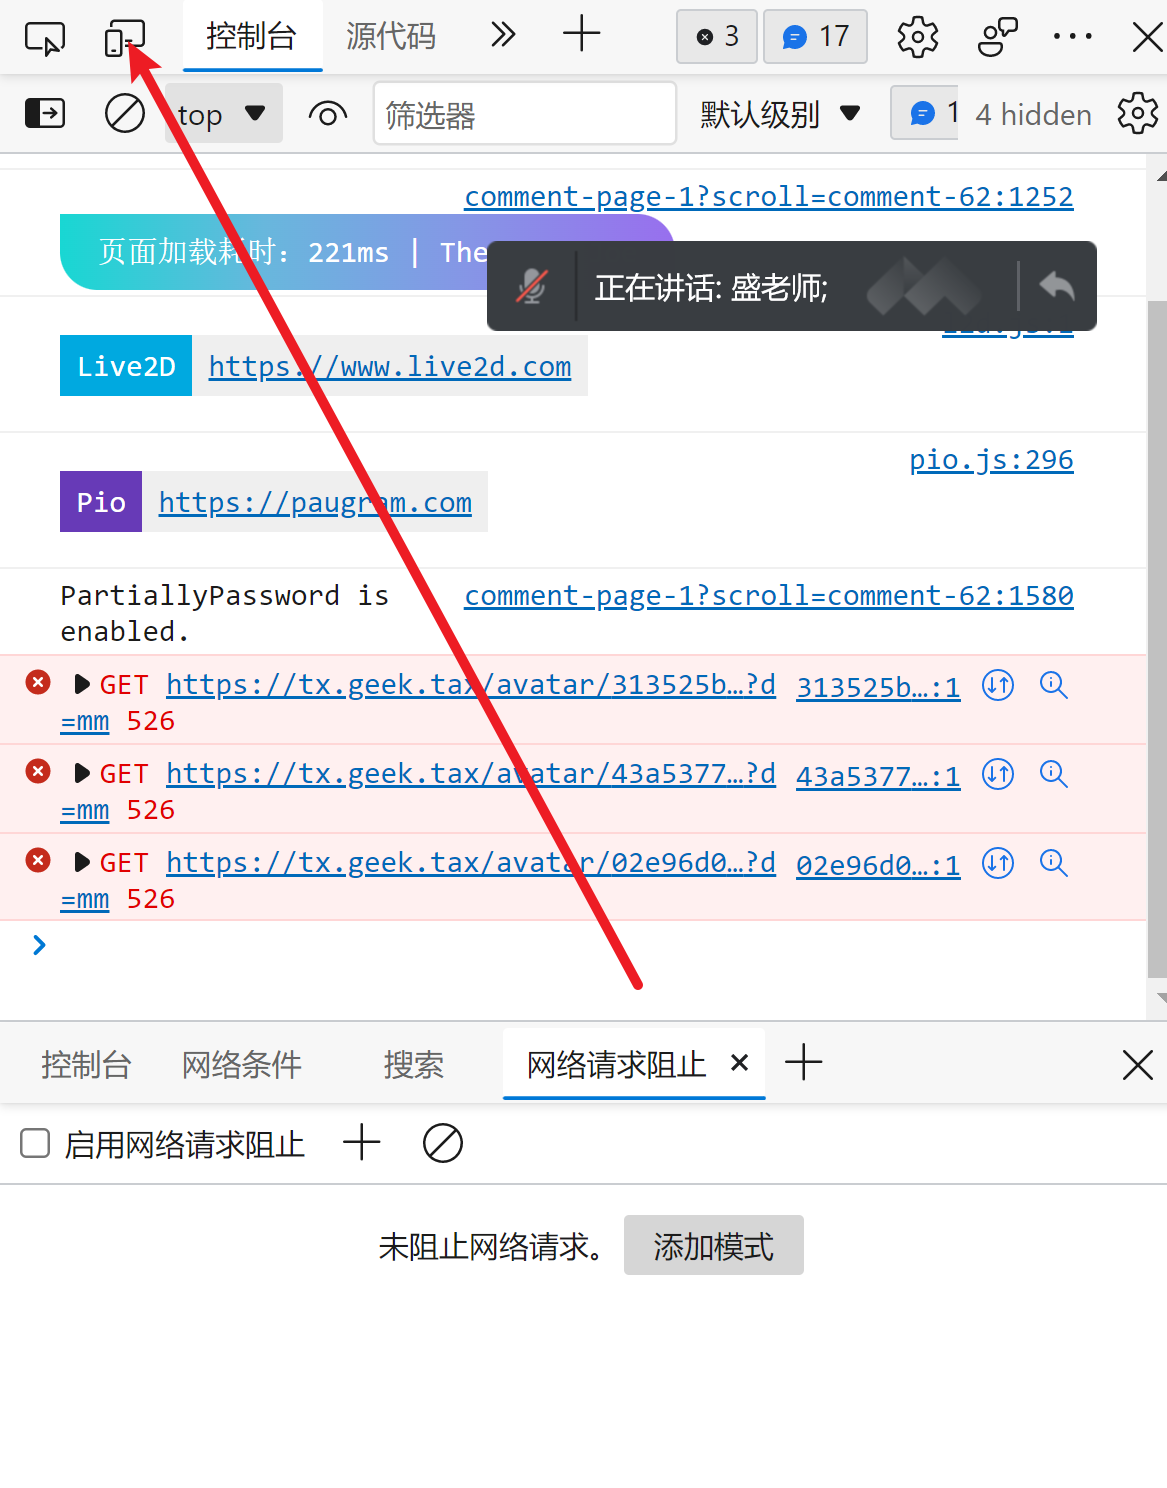 控制台 源代码 3 17
top 筛选器 默认级别 1 4 hidden
comment-page-1?scroll=comment-62:1252
页面加载耗时: 221ms | The
正在讲话: 盛老师;
Live2D https://www.live2d.com
pio.js:296
Pio https://paugram.com
PartiallyPassword is comment-page-1?scroll=comment-62:1580
enabled.
GET https://tx.geek.tax/avatar/313525b…?d 313525b…:1
=mm 526
GET https://tx.geek.tax/avatar/43a5377…?d 43a5377…:1
=mm 526
GET https://tx.geek.tax/avatar/02e96d0…?d 02e96d0…:1
=mm 526
控制台 网络条件 搜索 网络请求阻止
启用网络请求阻止
未阻止网络请求。 添加模式